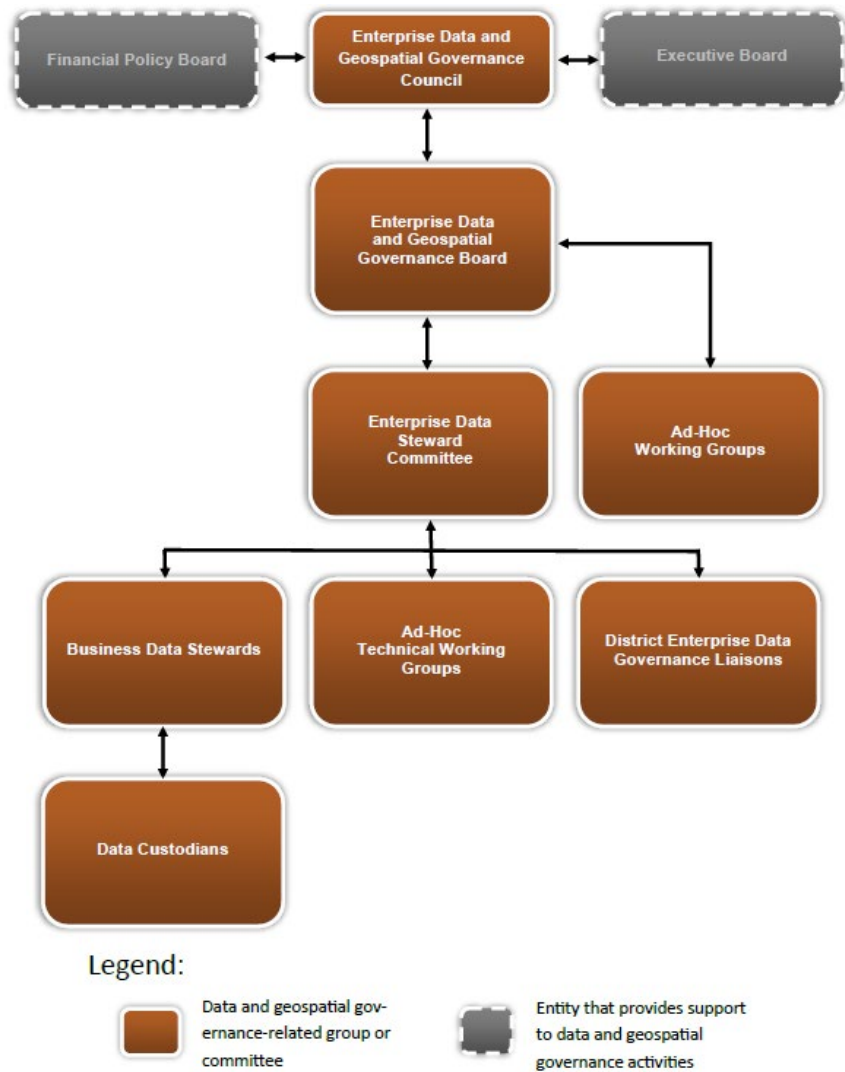 Financial Policy Board
Enterprise Data and
Geospatial Governance
Council
Executive Board
Enterprise Data
and Geospatial
Governance Board
Enterprise Data
Steward
Committee
Ad-Hoc
Working Groups
Business Data Stewards
Ad-Hoc
Technical Working
Groups
District Enterprise Data
Governance Liaisons
Data Custodians
Legend:
Data and geospatial gov-
ernance-related group or
committee
Entity that provides support
to data and geospatial
governance activities